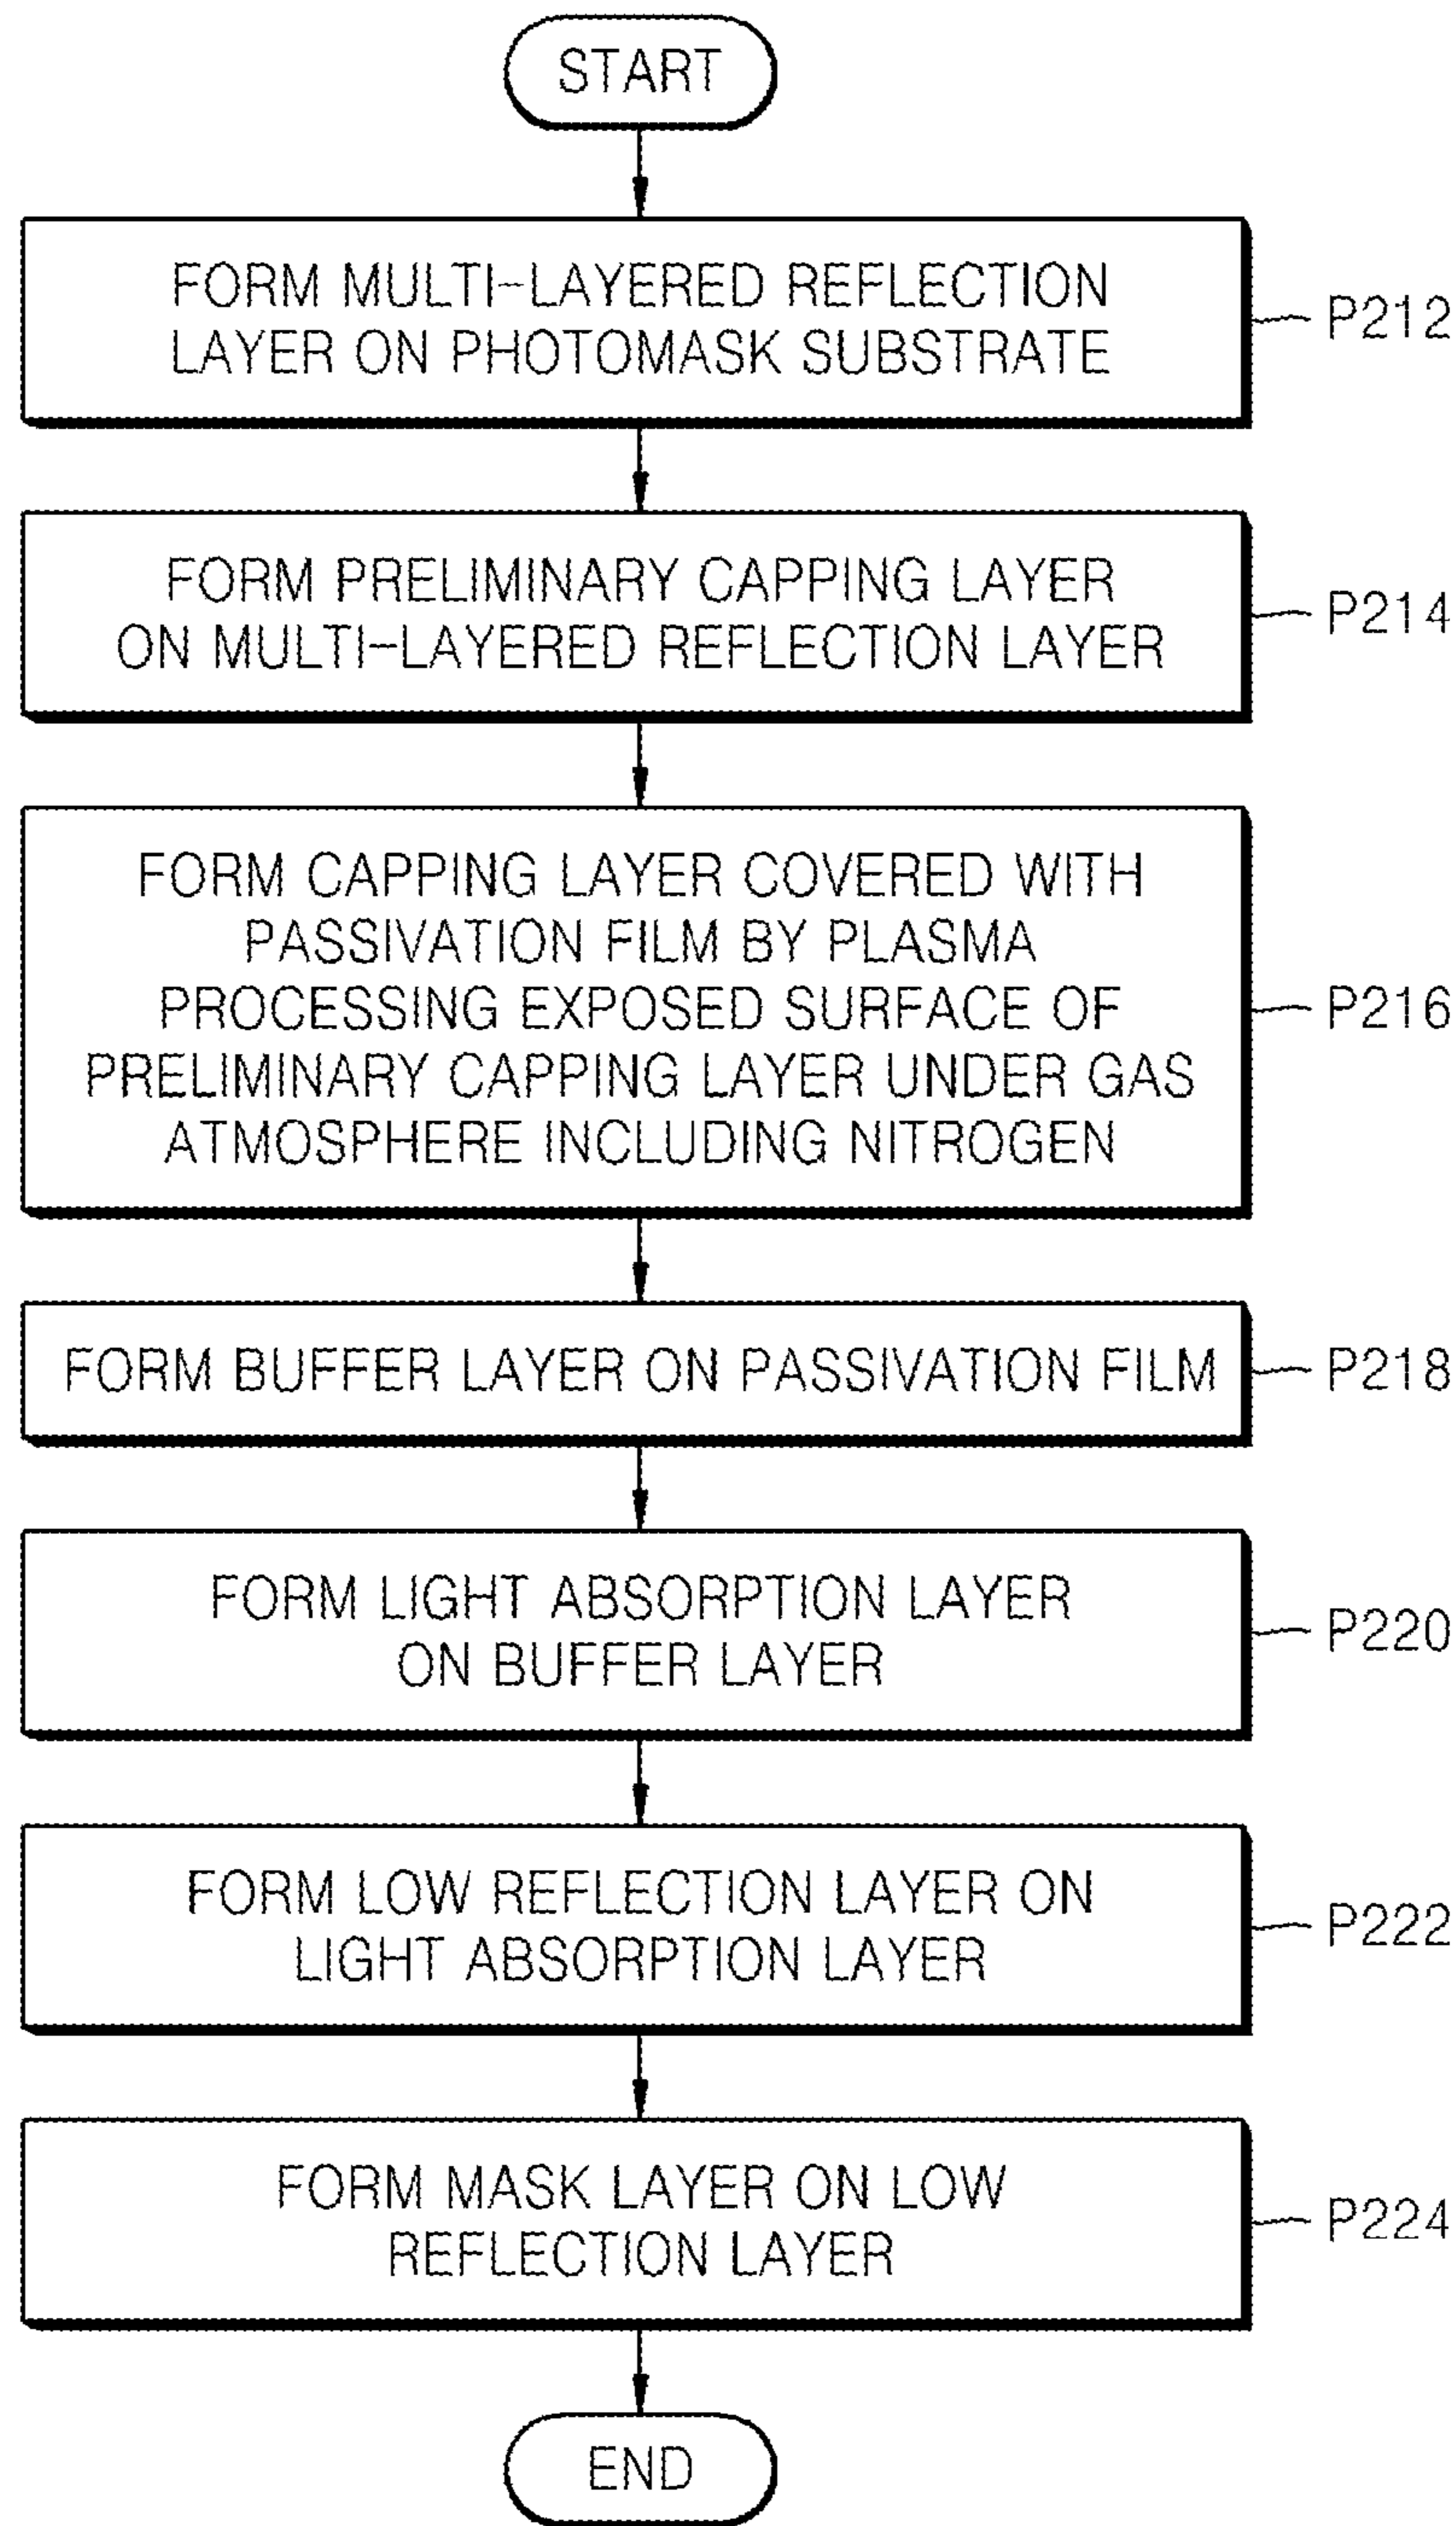 START
FORM MULTI-LAYERED REFLECTION
LAYER ON PHOTOMASK SUBSTRATE
P212
FORM PRELIMINARY CAPPING LAYER
ON MULTI-LAYERED REFLECTION LAYER
P214
FORM CAPPING LAYER COVERED WITH
PASSIVATION FILM BY PLASMA
PROCESSING EXPOSED SURFACE OF
PRELIMINARY CAPPING LAYER UNDER GAS
ATMOSPHERE INCLUDING NITROGEN
P216
FORM BUFFER LAYER ON PASSIVATION FILM
P218
FORM LIGHT ABSORPTION LAYER
ON BUFFER LAYER
P220
FORM LOW REFLECTION LAYER ON
LIGHT ABSORPTION LAYER
P222
FORM MASK LAYER ON LOW
REFLECTION LAYER
P224
END